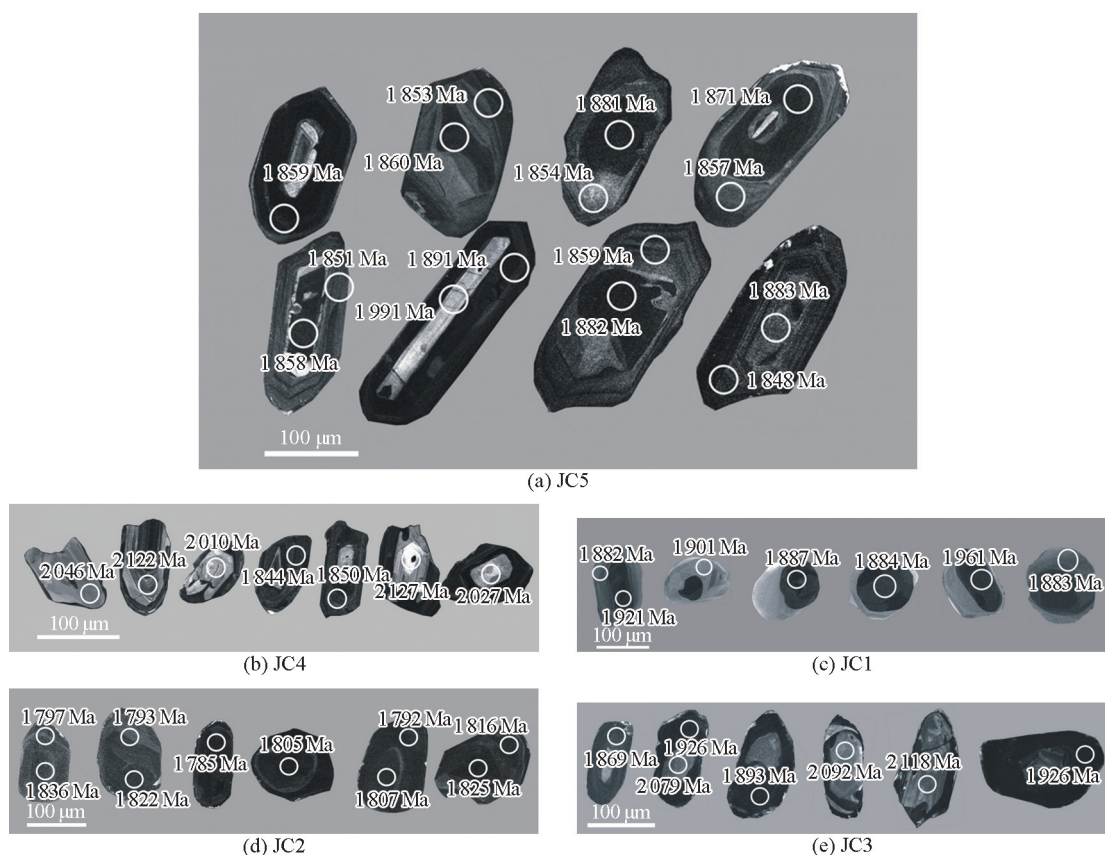 1 853 Ma
1 881 Ma
1 871 Ma
1 859 Ma
1 860 Ma
1 854 Ma
1 857 Ma
1 851 Ma
1 891 Ma
1 859 Ma
1 883 Ma
1 991 Ma
1 882 Ma
1 858 Ma
1 848 Ma
100 μm
(a) JC5
2 046 Ma
2 122 Ma
2 010 Ma
1 844 Ma
1 850 Ma
2 127 Ma
2 027 Ma
100 μm
(b) JC4
1 882 Ma
1 901 Ma
1 887 Ma
1 884 Ma
1 961 Ma
1 883 Ma
1 921 Ma
100 μm
(c) JC1
1 797 Ma
1 793 Ma
1 785 Ma
1 805 Ma
1 792 Ma
1 816 Ma
1 836 Ma
1 822 Ma
1 807 Ma
1 825 Ma
100 μm
(d) JC2
1 869 Ma
1 926 Ma
2 079 Ma
1 893 Ma
2 092 Ma
2 118 Ma
1 926 Ma
100 μm
(e) JC3